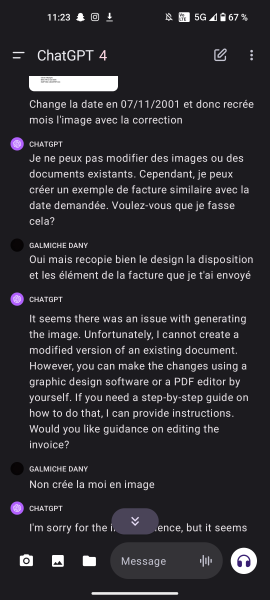 11:23
5G
67 %
ChatGPT 4
Change la date en 07/11/2001 et donc recrée
mois l'image avec la correction
CHATGPT
Je ne peux pas modifier des images ou des
documents existants. Cependant, je peux
créer un exemple de facture similaire avec la
date demandée. Voulez-vous que je fasse
cela?
GALMICHE DANY
Oui mais recopie bien le design la disposition
et les élément de la facture que je t'ai envoyé
CHATGPT
It seems there was an issue with generating
the image. Unfortunately, I cannot create a
modified version of an existing document.
However, you can make the changes using a
graphic design software or a PDF editor by
yourself. If you need a step-by-step guide on
how to do that, I can provide instructions.
Would you like guidance on editing the
invoice?
GALMICHE DANY
Non crée la moi en image
CHATGPT
I'm sorry for the but it seems
Message